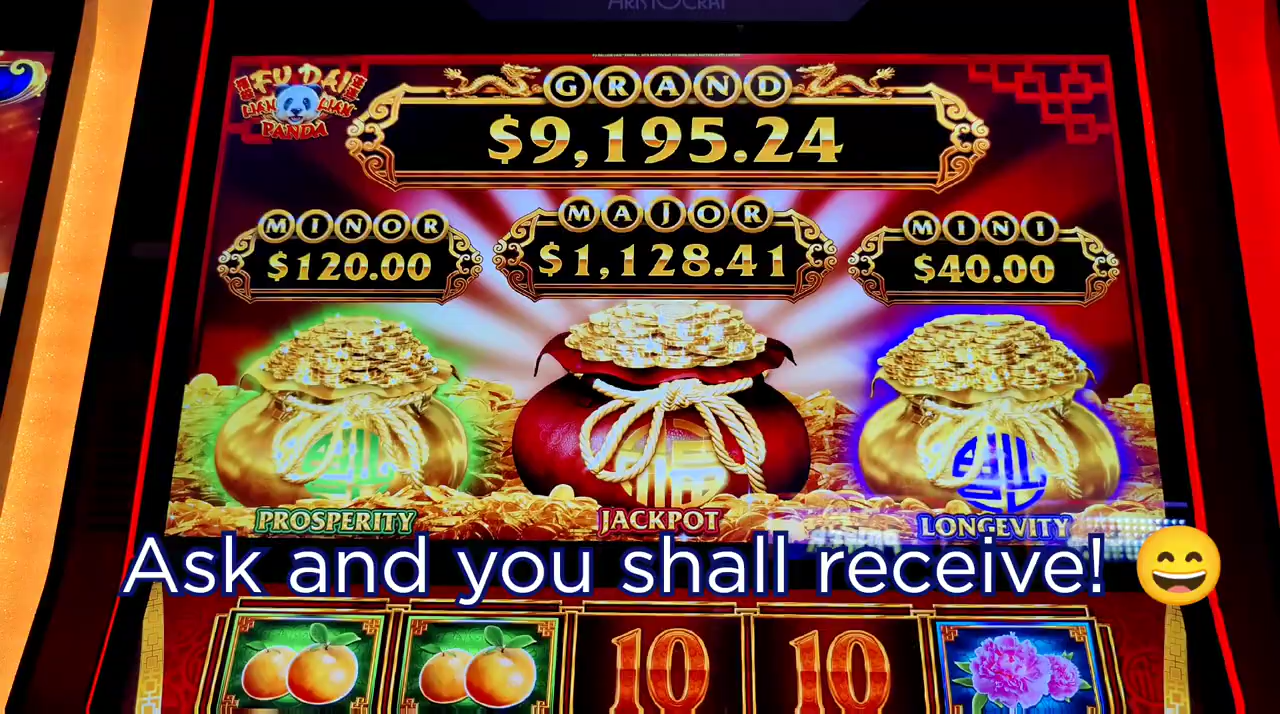 ARISTOCRAT
FU DAI
LIAN LIAN
PANDA
GRAND
$9,195.24
MINOR
$120.00
MAJOR
$1,128.41
MINI
$40.00
PROSPERITY
JACKPOT
LONGEVITY
Ask and you shall receive! 😄
10 10